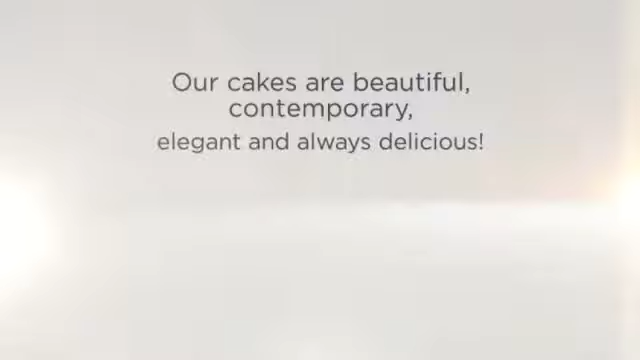 Our cakes are beautiful,
contemporary,
elegant and always delicious!